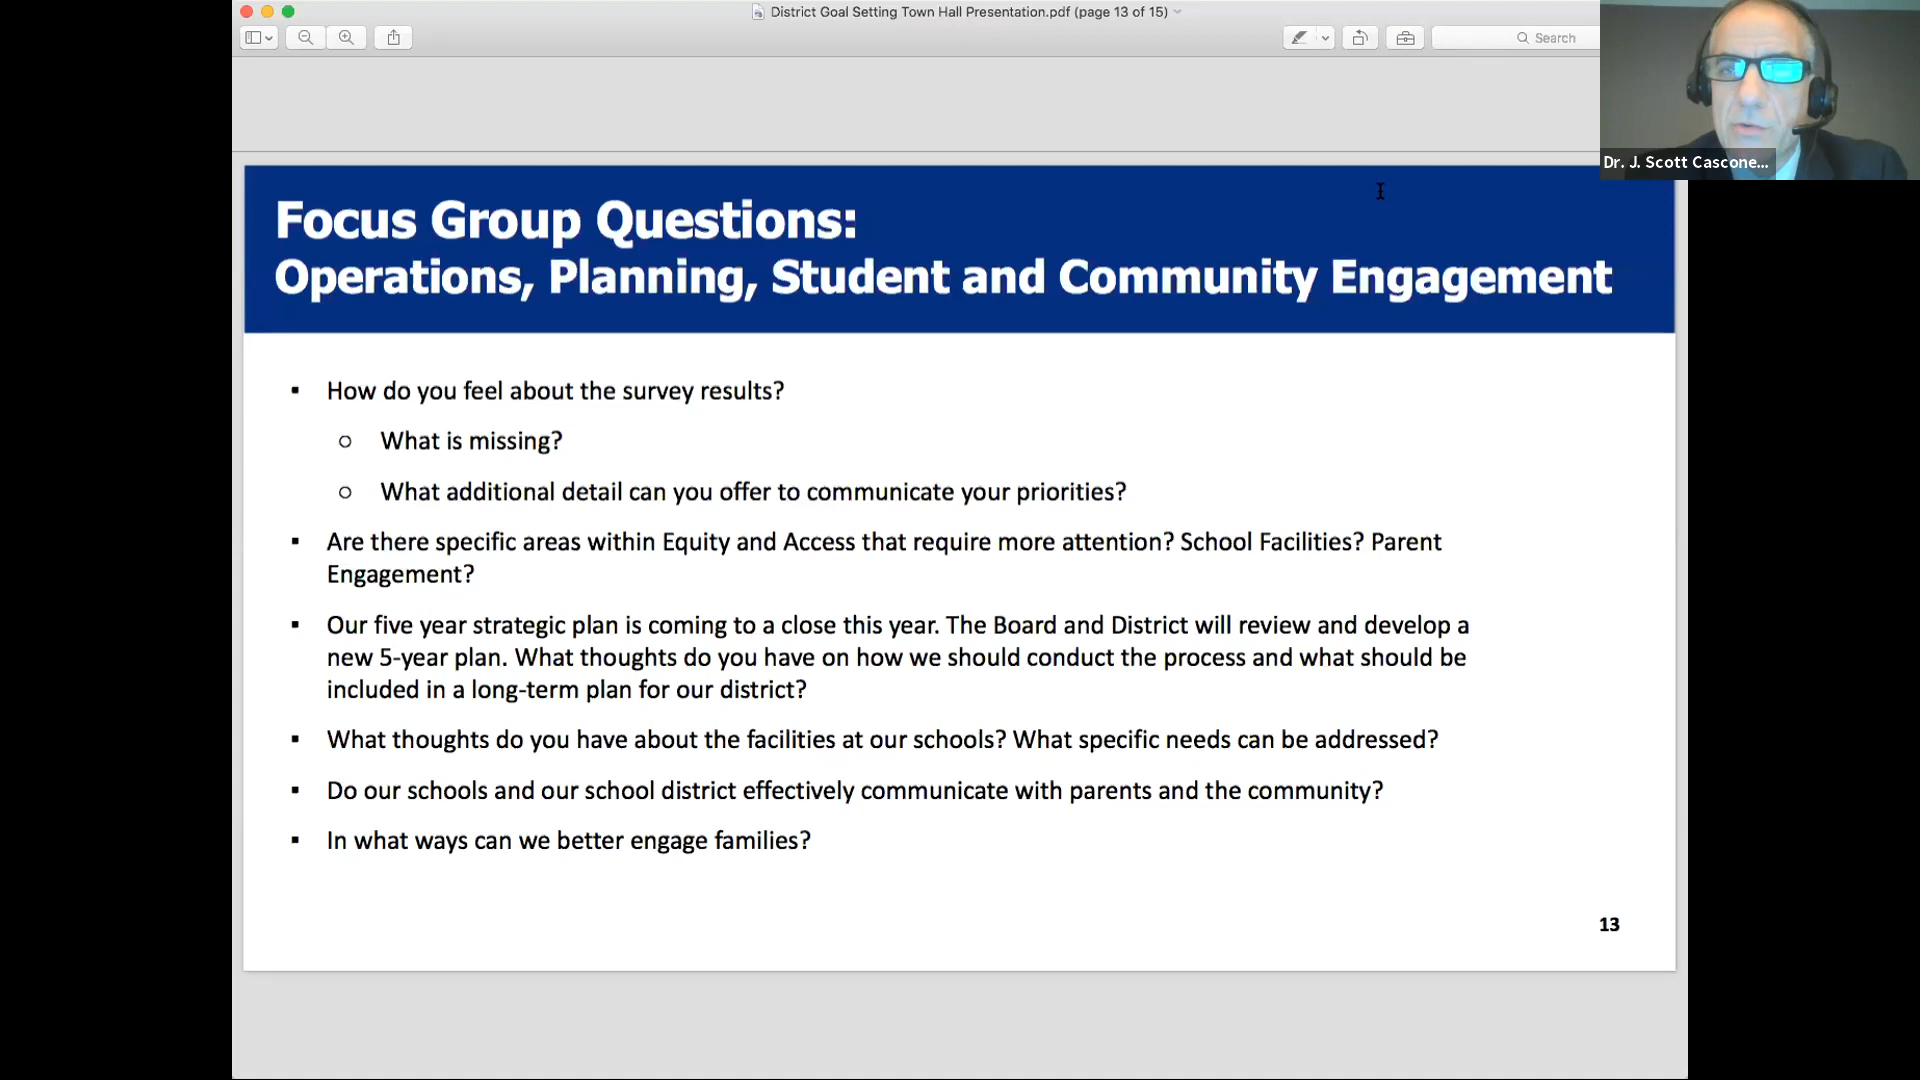 District Goal Setting Town Hall Presentation.pdf (page 13 of 15)
Search
Dr. J. Scott Cascone...
Focus Group Questions:
Operations, Planning, Student and Community Engagement
▪ How do you feel about the survey results?
o What is missing?
o What additional detail can you offer to communicate your priorities?
▪ Are there specific areas within Equity and Access that require more attention? School Facilities? Parent
Engagement?
▪ Our five year strategic plan is coming to a close this year. The Board and District will review and develop a
new 5-year plan. What thoughts do you have on how we should conduct the process and what should be
included in a long-term plan for our district?
▪ What thoughts do you have about the facilities at our schools? What specific needs can be addressed?
▪ Do our schools and our school district effectively communicate with parents and the community?
▪ In what ways can we better engage families?
13